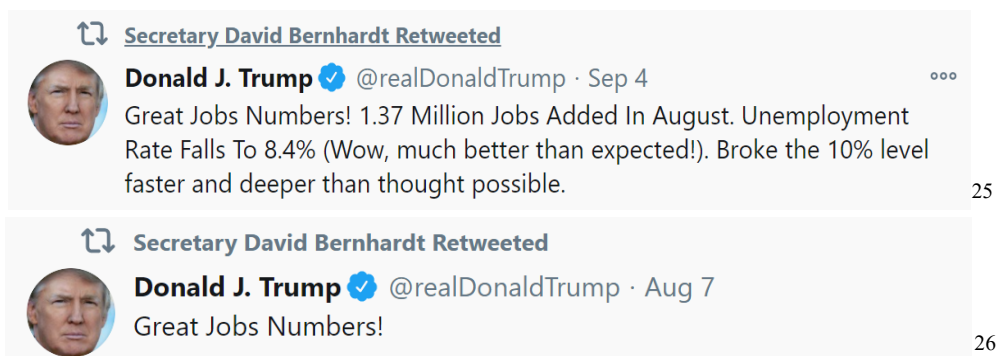 Secretary David Bernhardt Retweeted
Donald J. Trump @realDonaldTrump · Sep 4
Great Jobs Numbers! 1.37 Million Jobs Added In August. Unemployment
Rate Falls To 8.4% (Wow, much better than expected!). Broke the 10% level
faster and deeper than thought possible.
25
Secretary David Bernhardt Retweeted
Donald J. Trump @realDonaldTrump · Aug 7
Great Jobs Numbers!
26